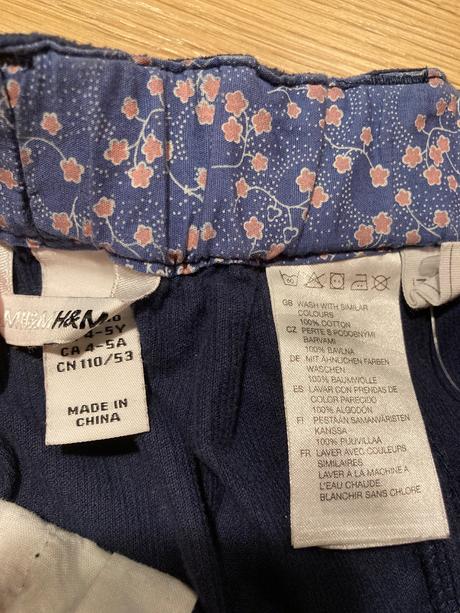 H&M
4-5Y
CA 4-5A
CN 110/53
MADE IN
CHINA
GB WASH WITH SIMILAR
COLOURS
100% COTTON
CZ PERTE S PODOBNÝMI
BARVAMI
100% BAVLNA
DE MIT ÄHNLICHEN FARBEN
WASCHEN
100% BAUMWOLLE
ES LAVAR CON PRENDAS DE
COLOR PARECIDO
100% ALGODÓN
FI PESTÄÄN SAMANVÄRISTEN
KANSSA
100% PUUVILLAA
FR LAVER AVEC COULEURS
SIMILAIRES
LAVER A LA MACHINE A
L'EAU CHAUDE
BLANCHIR SANS CHLORE